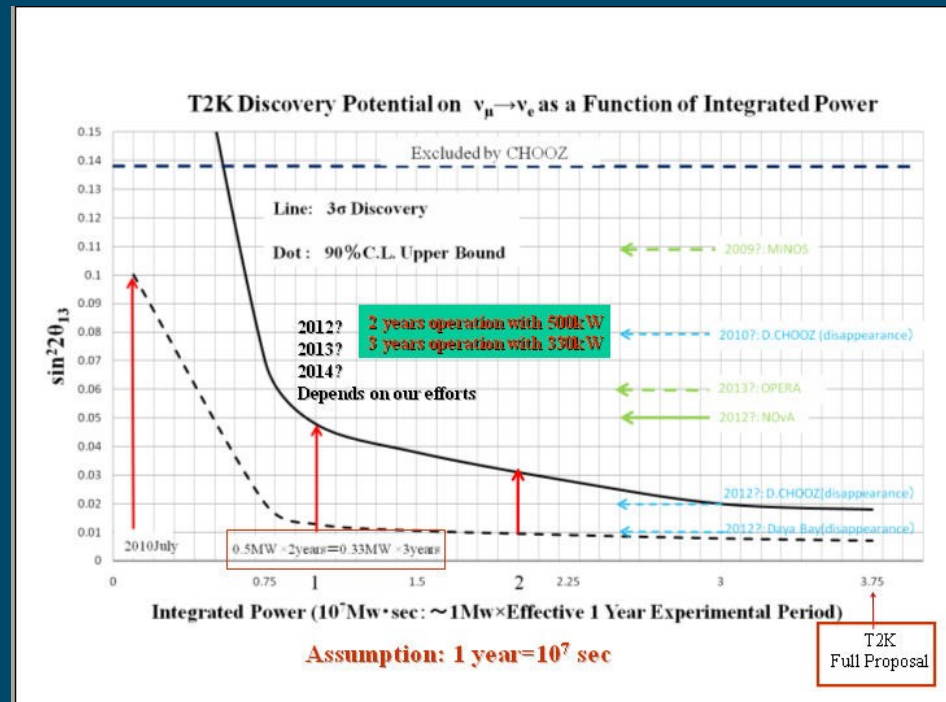 T2K Discovery Potential on νμ→νe as a Function of Integrated Power
0.15
0.14
0.13
0.12
0.11
0.1
0.09
0.08
0.07
0.06
0.05
0.04
0.03
0.02
0.01
0
sin²2θ13
Excluded by CHOOZ
Line: 3σ Discovery
Dot : 90%C.L. Upper Bound
2009?: MINOS
2012?
2013?
2014?
Depends on our efforts
2 years operation with 500kW
3 years operation with 330kW
2010?: D.CHOOZ (disappearance)
2013?: OPERA
2012?: NOvA
2012?: D.CHOOZ(disappearance)
2012?: Daya Bay(disappearance)
2010July
0.5MW ×2years=0.33MW ×3years
0 0.75 1 1.5 2 2.25 3 3.75
Integrated Power (10⁷Mw・sec: ～1Mw×Effective 1 Year Experimental Period)
Assumption: 1 year=10⁷ sec
T2K
Full Proposal